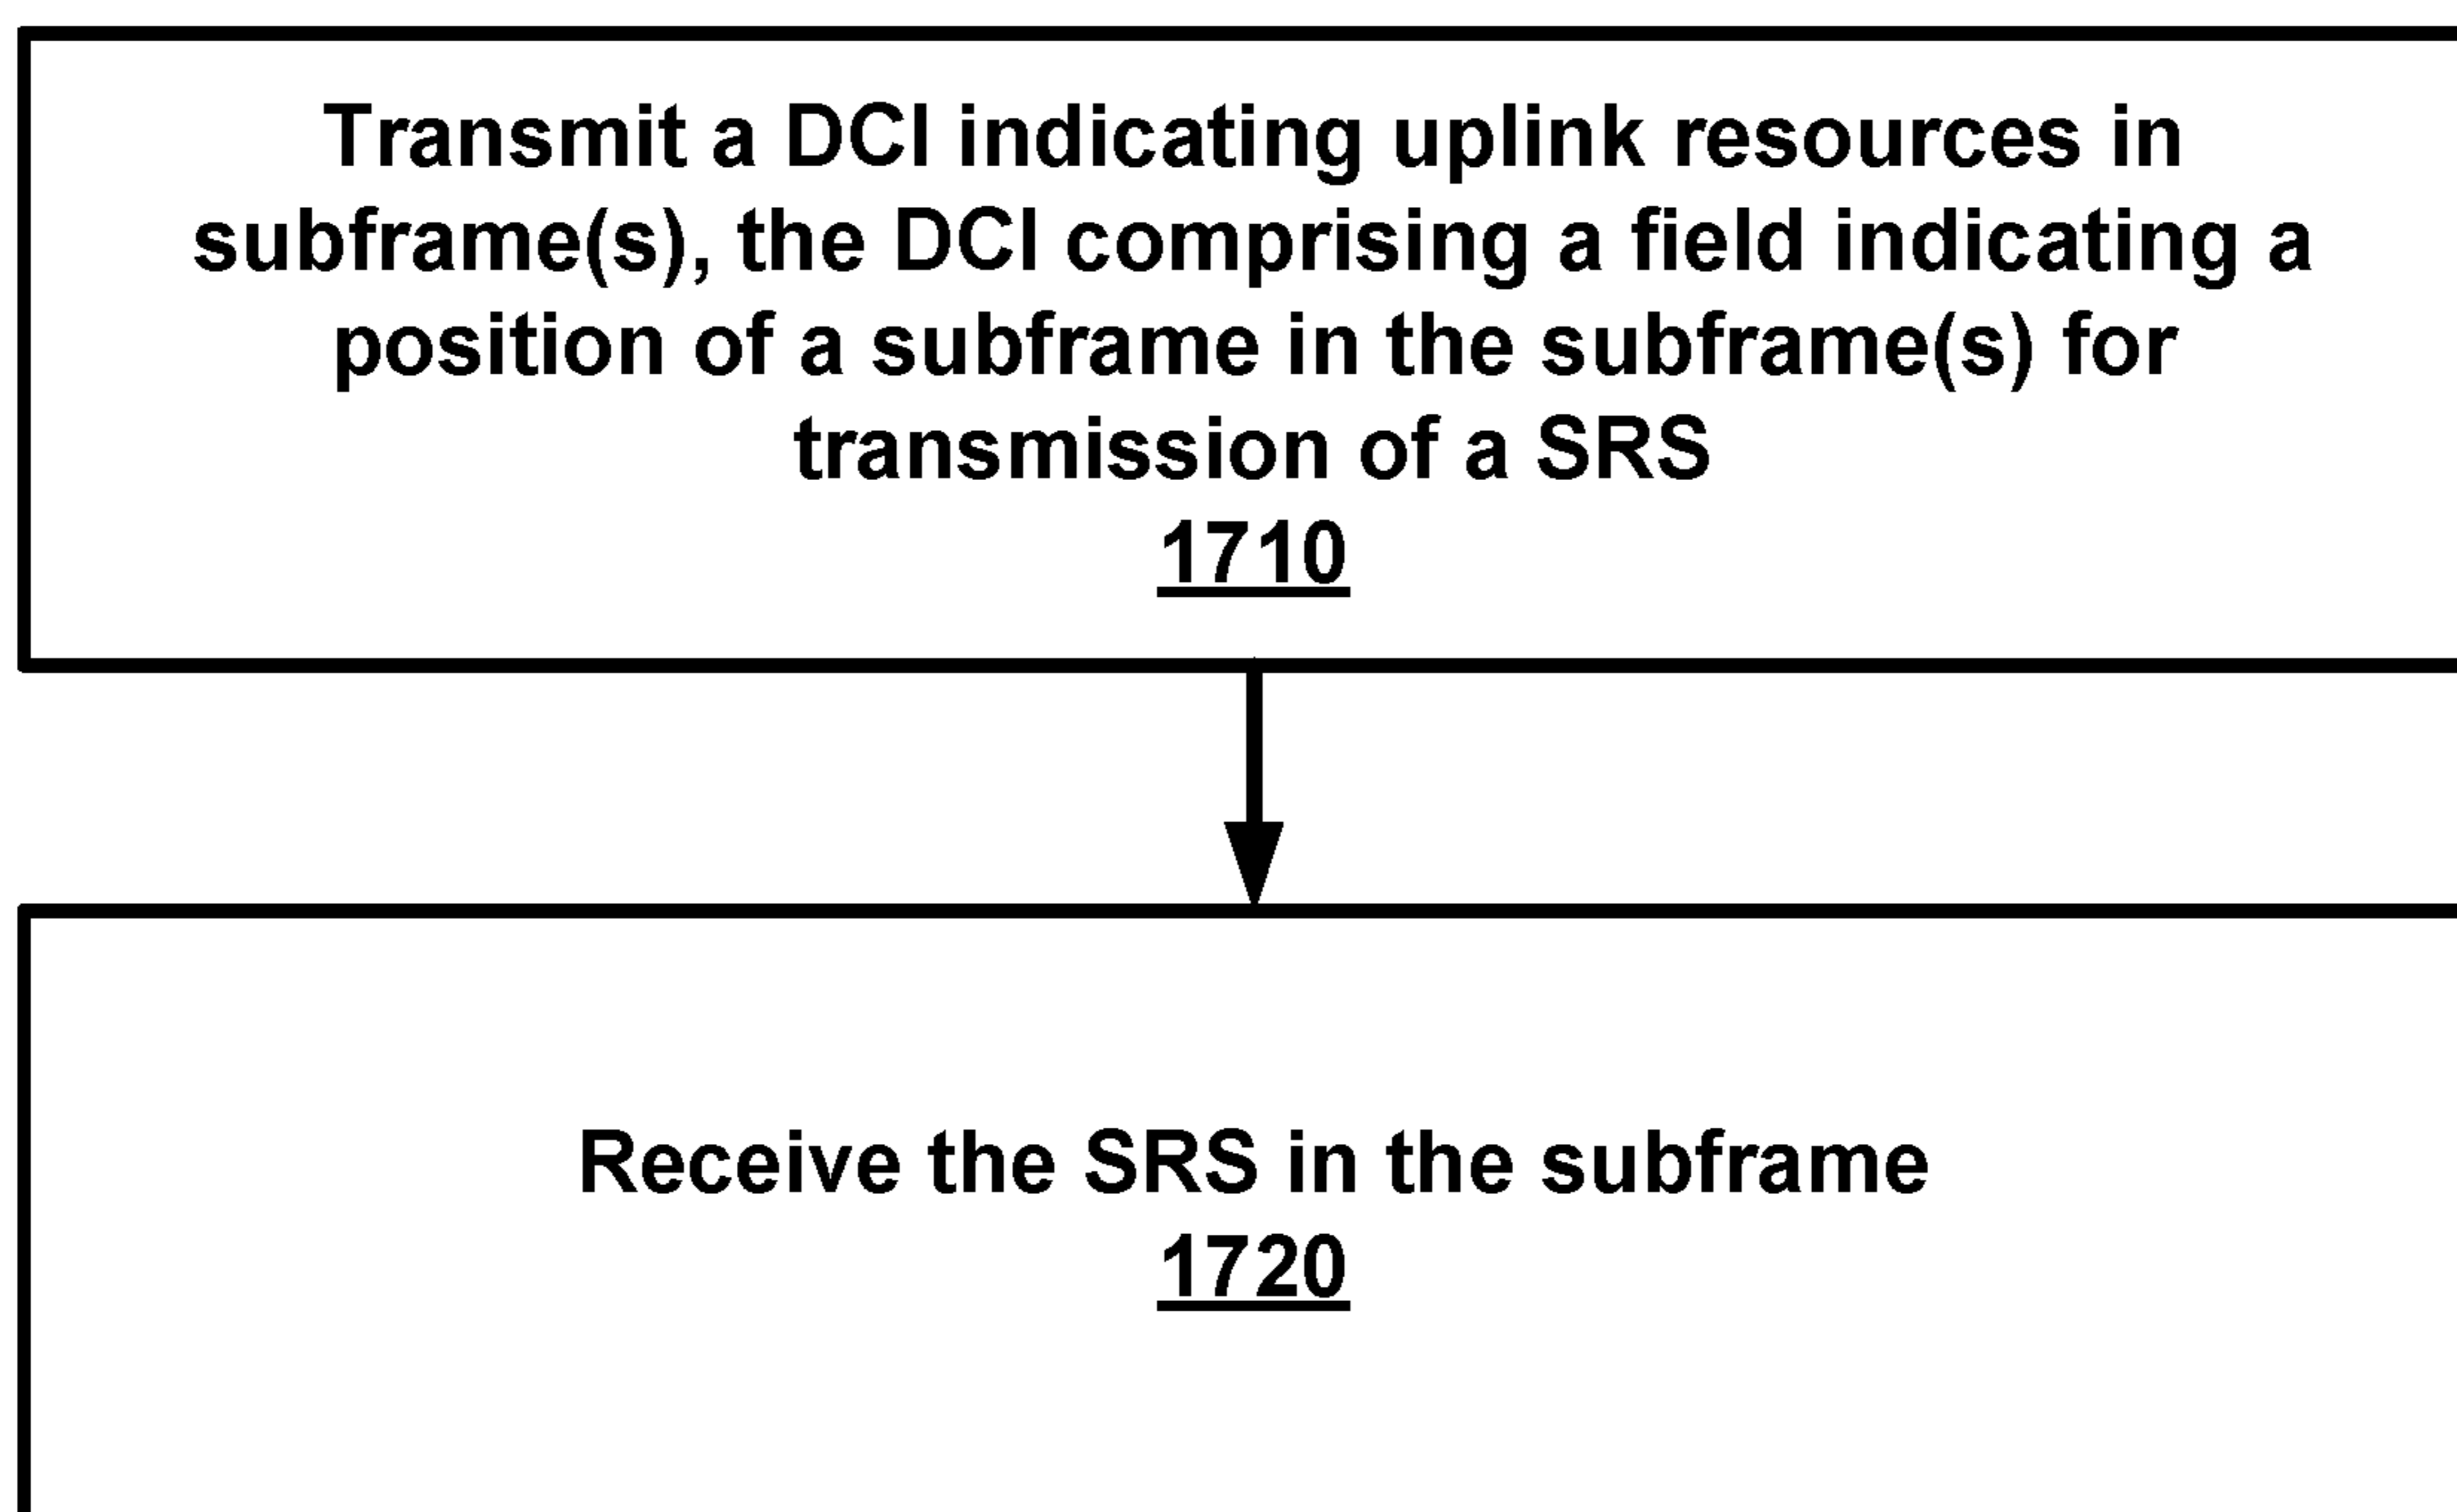 Transmit a DCI indicating uplink resources in
subframe(s), the DCI comprising a field indicating a
position of a subframe in the subframe(s) for
transmission of a SRS
1710
Receive the SRS in the subframe
1720